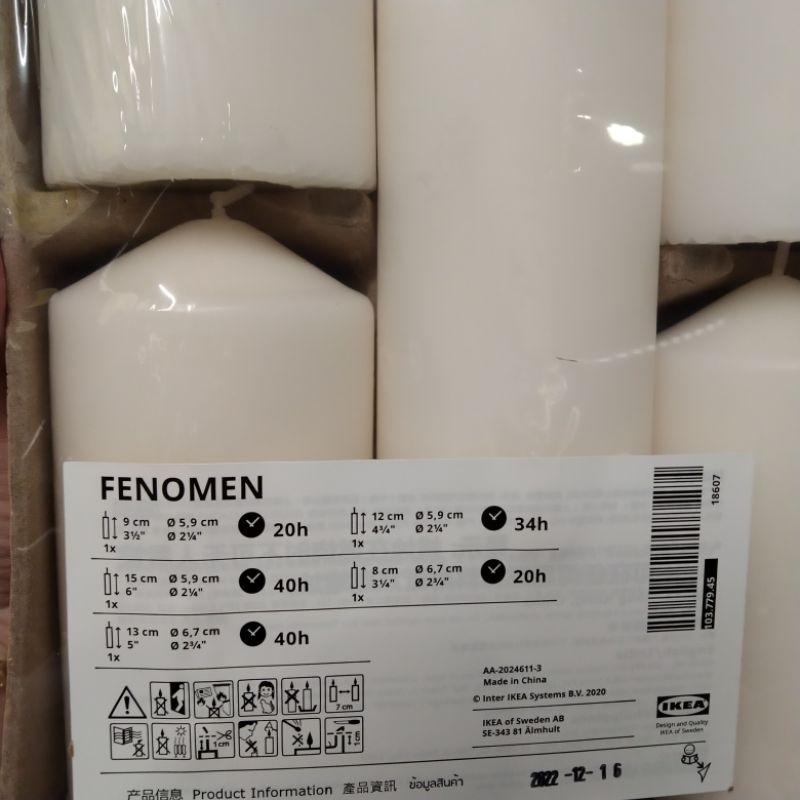 FENOMEN
9 cm Ø 5,9 cm 20h
3½" Ø 2¼"
1x
12 cm Ø 5,9 cm 34h
4¾" Ø 2¼"
1x
15 cm Ø 5,9 cm 40h
6" Ø 2¼"
1x
8 cm Ø 6,7 cm 20h
3¼" Ø 2¾"
1x
13 cm Ø 6,7 cm 40h
5" Ø 2¾"
1x
7 cm
1 cm
18607
103.779.45
AA-2024611-3
Made in China
© Inter IKEA Systems B.V. 2020
IKEA of Sweden AB
SE-343 81 Älmhult
IKEA
Design and Quality
IKEA of Sweden
2022-12-16
产品信息 Product Information 產品資訊 ข้อมูลสินค้า